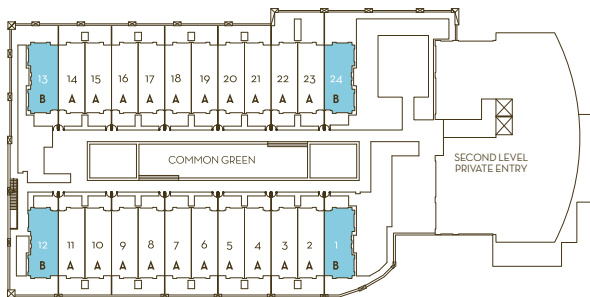 13 14 15 16 17 18 19 20 21 22 23 24
B A A A A A A A A A A B
COMMON GREEN
SECOND LEVEL
PRIVATE ENTRY
12 11 10 9 8 7 6 5 4 3 2 1
B A A A A A A A A A A B